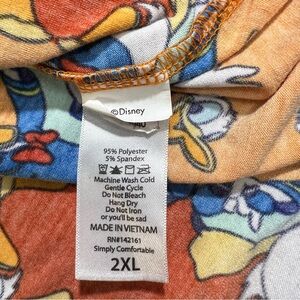 ©Disney
95% Polyester
5% Spandex
Machine Wash Cold
Gentle Cycle
Do Not Bleach
Hang Dry
Do Not Iron
or you'll be sad
MADE IN VIETNAM
RN#142161
Simply Comfortable
2XL